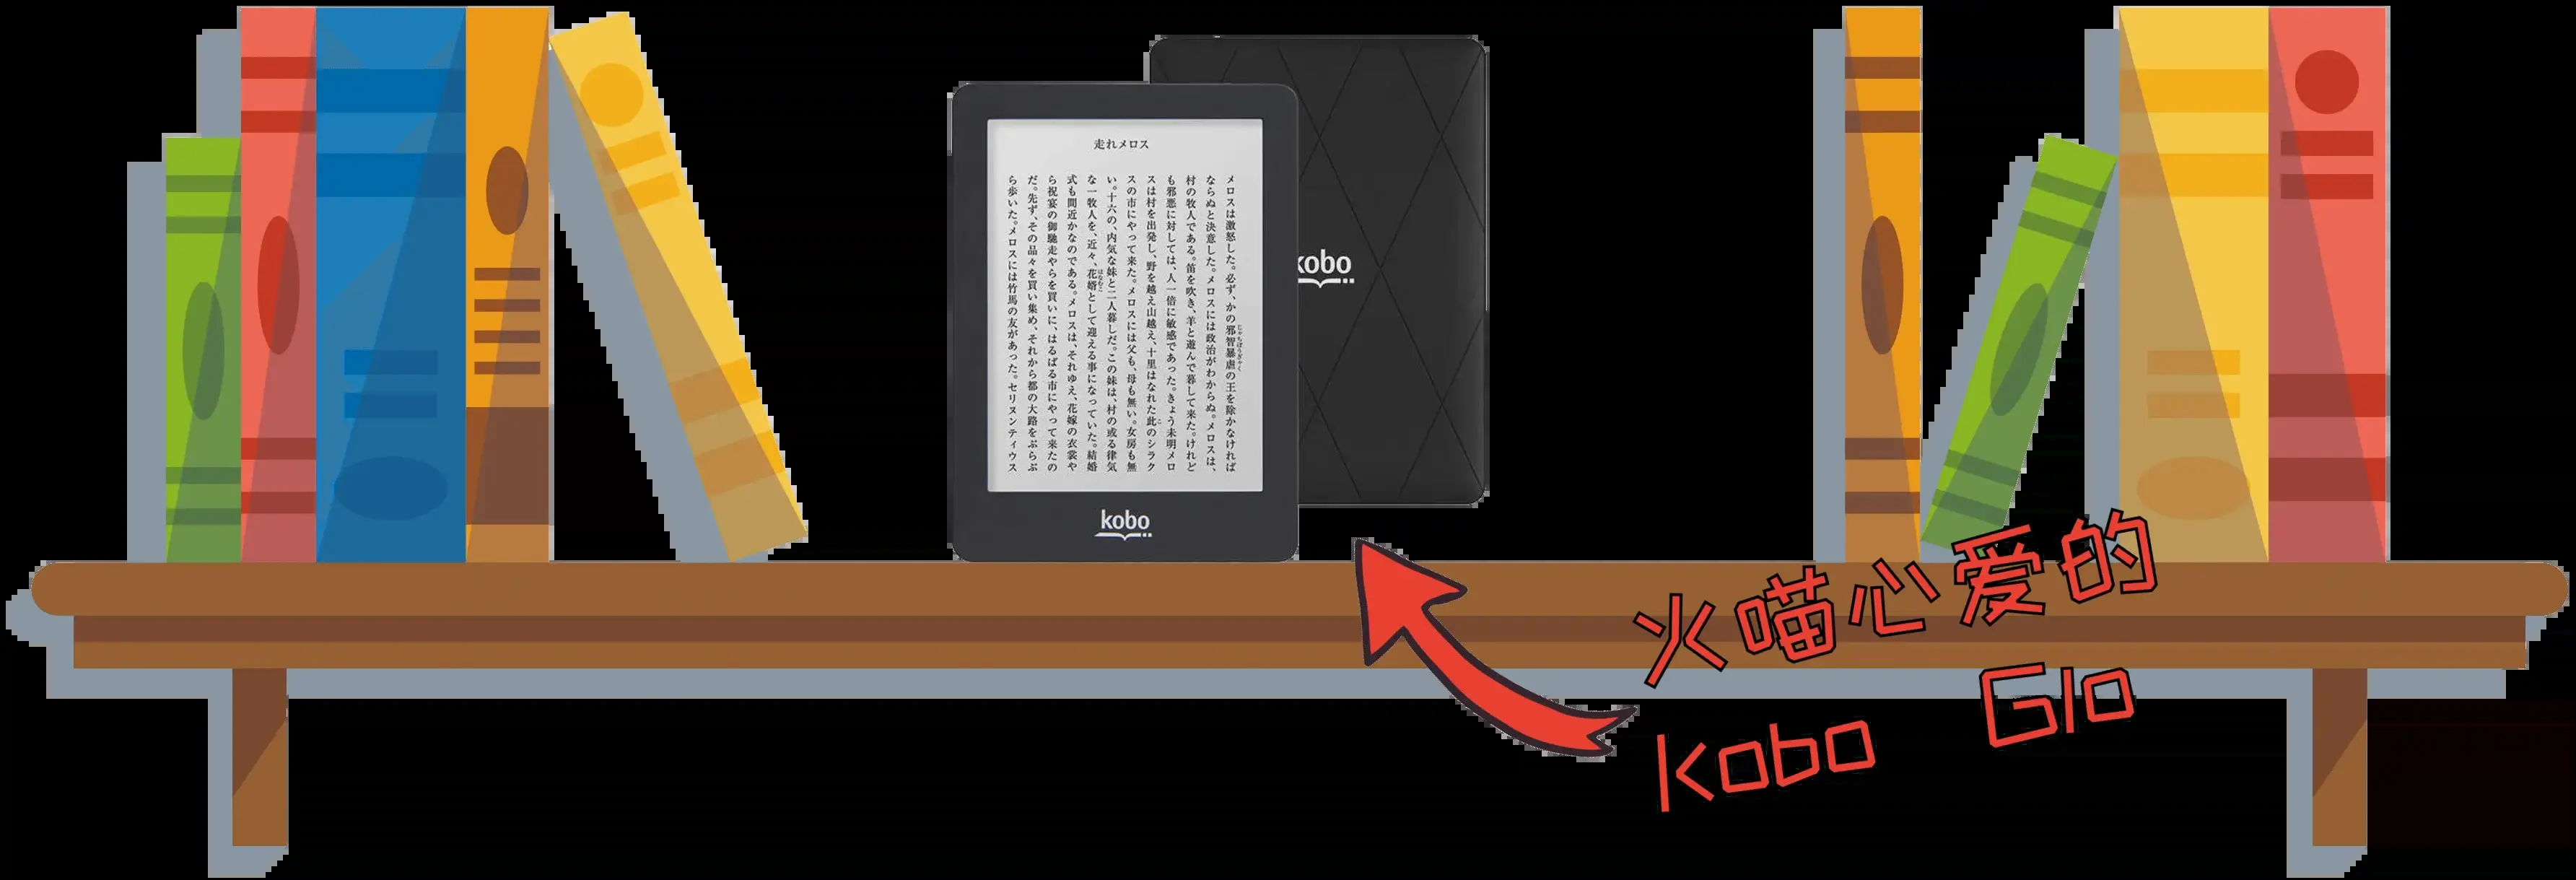 走れメロス
メロスは激怒した。必ず、かの邪智暴虐の王を除かなければ
ならぬと決意した。メロスには政治がわからぬ。メロスは、
村の牧人である。笛を吹き、羊と遊んで暮して来た。けれど
も邪悪に対しては、人一倍に敏感であった。きょう未明メロ
スは村を出発し、野を越え山越え、十里はなれた此のシラク
スの市にやって来た。メロスには父も、母も無い。女房も無
い。十六の、内気な妹と二人暮しだ。この妹は、村の或る律気
な一牧人を、近々、花婿として迎える事になっていた。結婚
式も間近かなのである。メロスは、それゆえ、花嫁の衣裳や
ら祝宴の御馳走やらを買いに、はるばる市にやって来たの
だ。先ず、その品々を買い集め、それから都の大路をぶらぶ
ら歩いた。メロスには竹馬の友があった。セリヌンティウス
kobo
kobo
火喵心爱的
kobo Glo